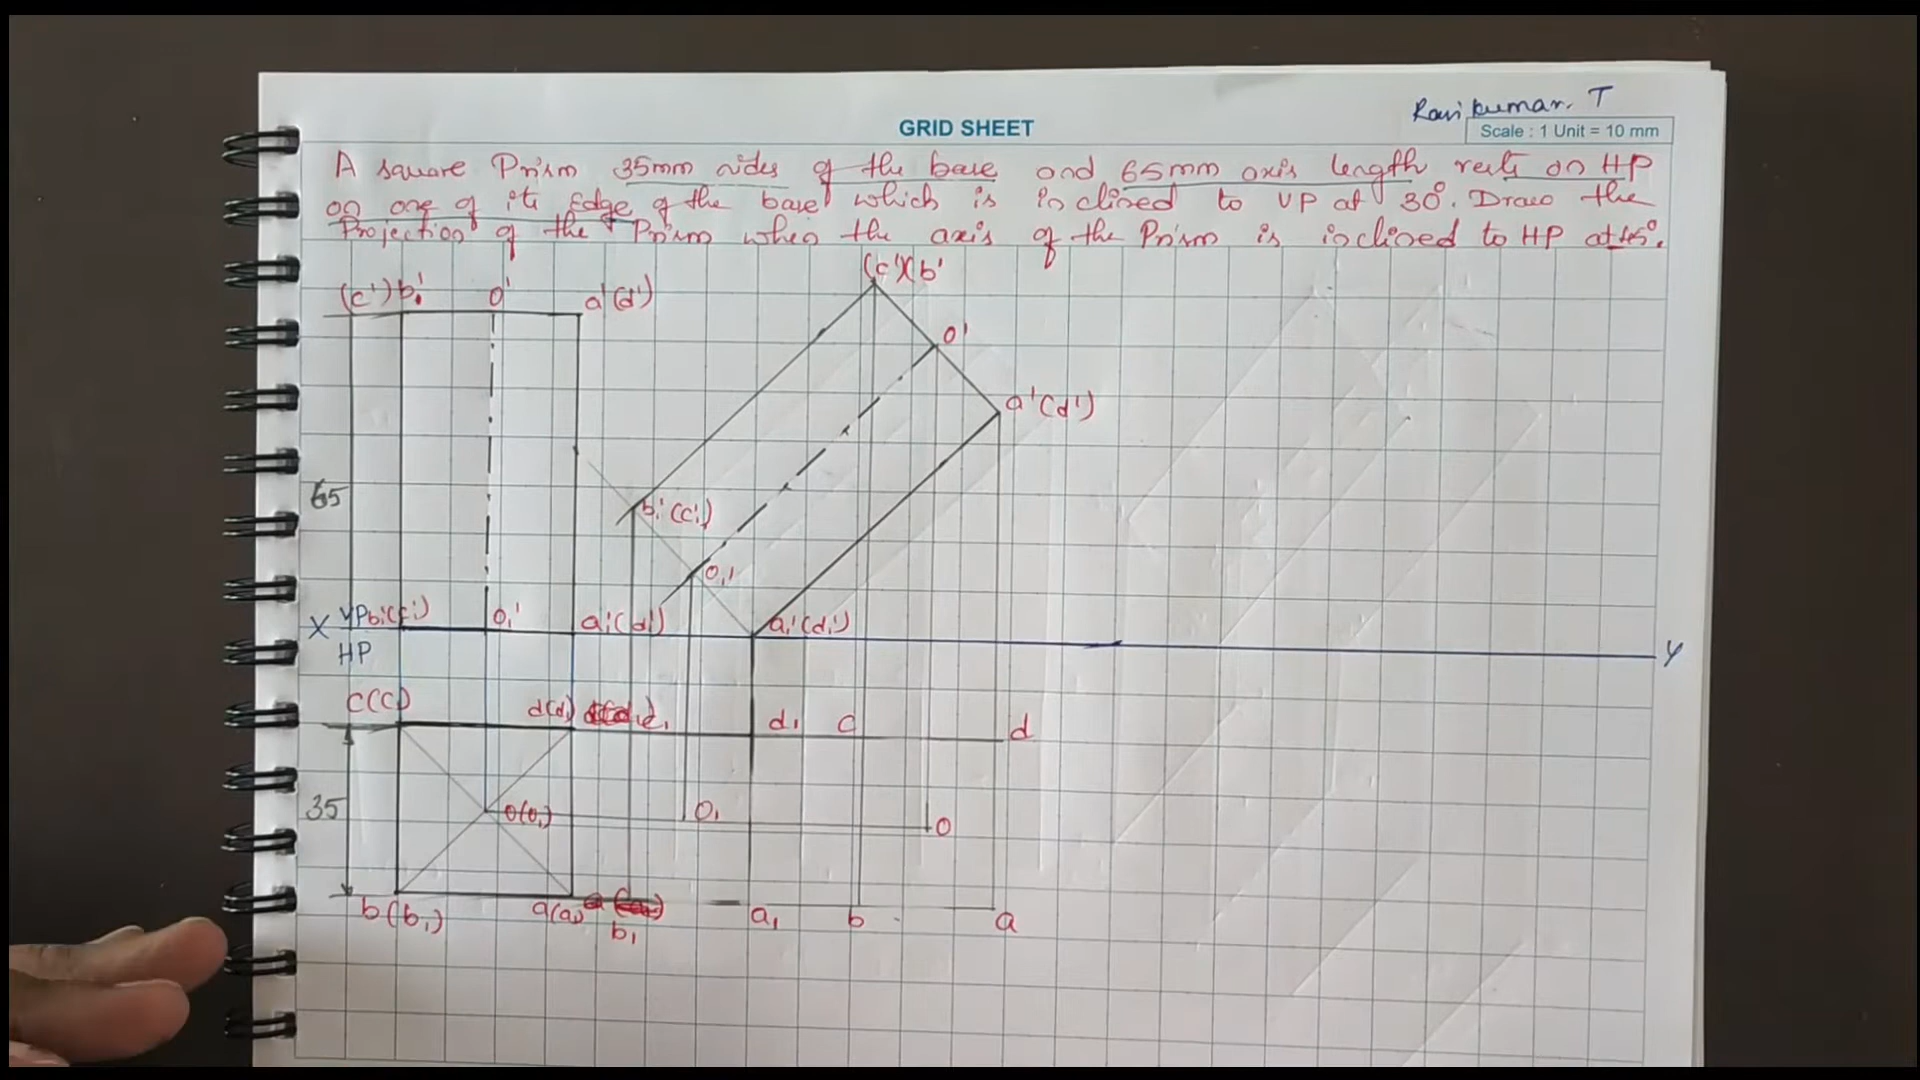 Ravikumar. T
GRID SHEET
Scale : 1 Unit = 10 mm
A square Prism 35mm sides of the base and 65mm axis length rests on HP
on one of its Edge of the base which is inclined to VP at 30°. Draw the
Projection of the Prism when the axis of the Prism is inclined to HP at 45°.
(c')(b'
(c') b' o' a'(d')
o'
a'(d')
65
b₁'(c₁')
o₁'
X VP b₁'(c₁') o₁' a₁'(d₁') a₁'(d₁')
HP
Y
c(c₁) d(d₁) c₁ d₁ c d
35 o(o₁) o₁ o
b(b₁) a(a₁) b₁ a₁ b a